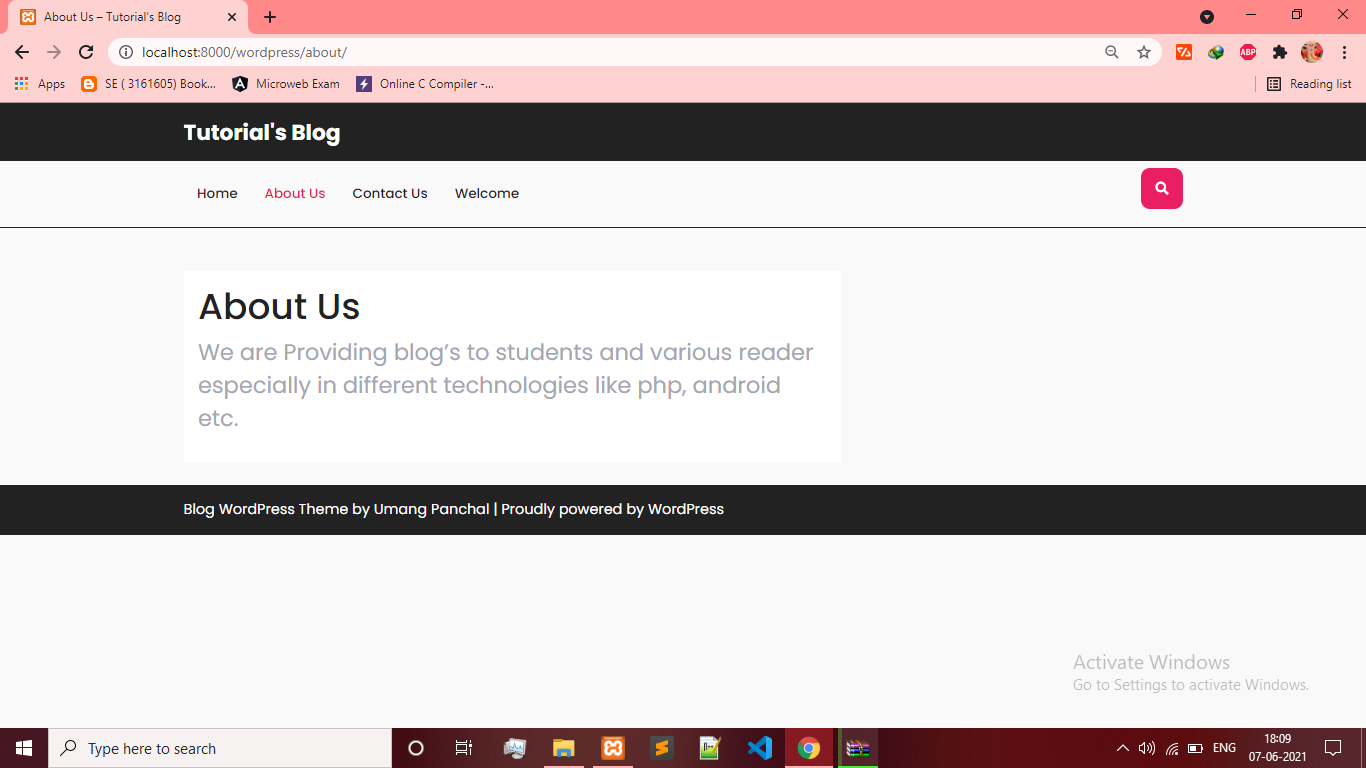 About Us – Tutorial's Blog
localhost:8000/wordpress/about/
ABP
Apps SE ( 3161605) Book... Microweb Exam Online C Compiler -... Reading list
Tutorial's Blog
Home About Us Contact Us Welcome
About Us
We are Providing blog’s to students and various reader
especially in different technologies like php, android
etc.
Blog WordPress Theme by Umang Panchal | Proudly powered by WordPress
Activate Windows
Go to Settings to activate Windows.
Type here to search
ENG
18:09
07-06-2021